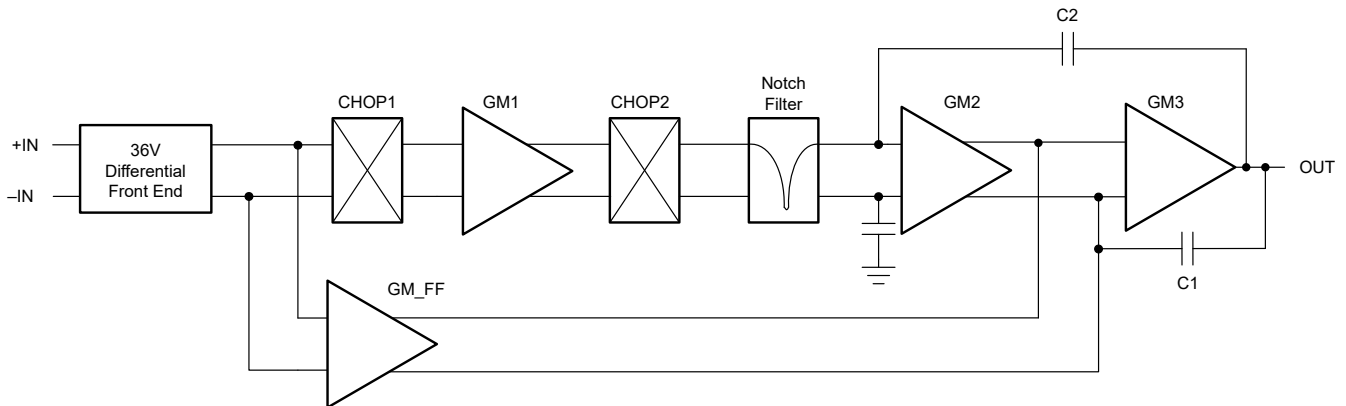 C2
Notch
Filter
CHOP1
GM1
CHOP2
GM2
GM3
+IN
–IN
36V
Differential
Front End
OUT
GM_FF
C1